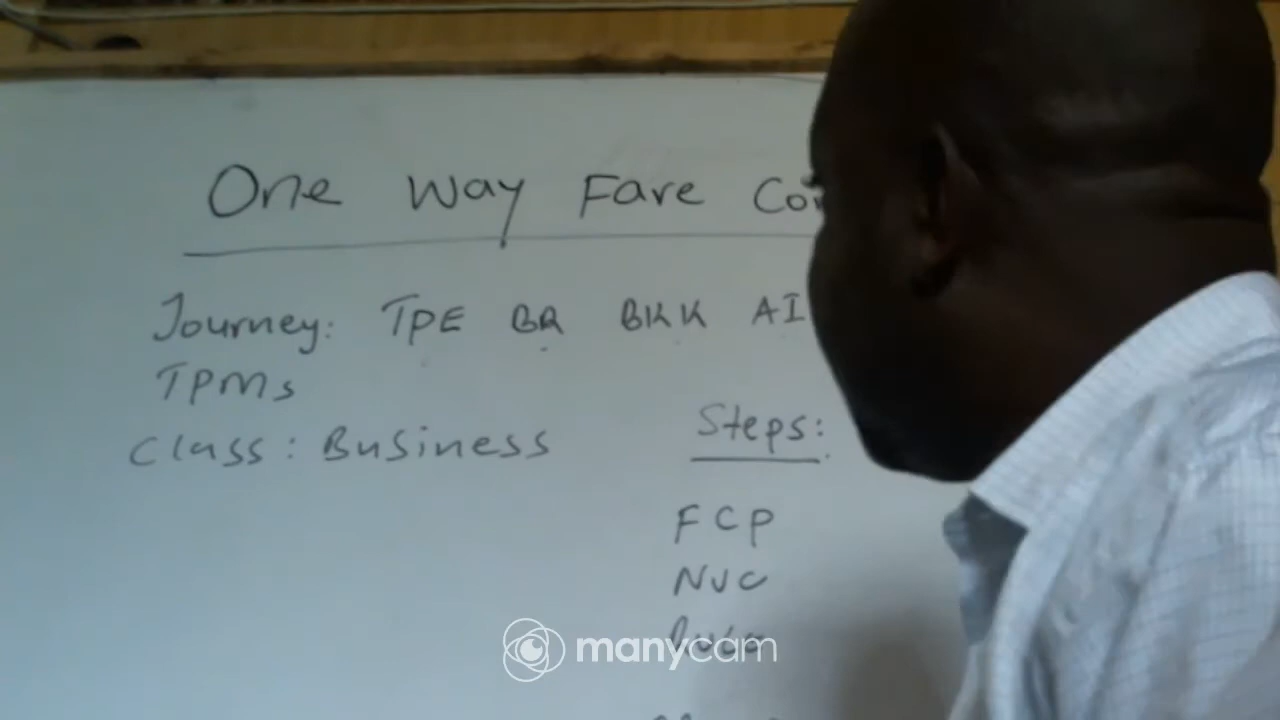 One Way Fare Co
Journey: TPE BR BKK AI
TPMs
Class: Business
Steps:
FCP
NUC
manycam